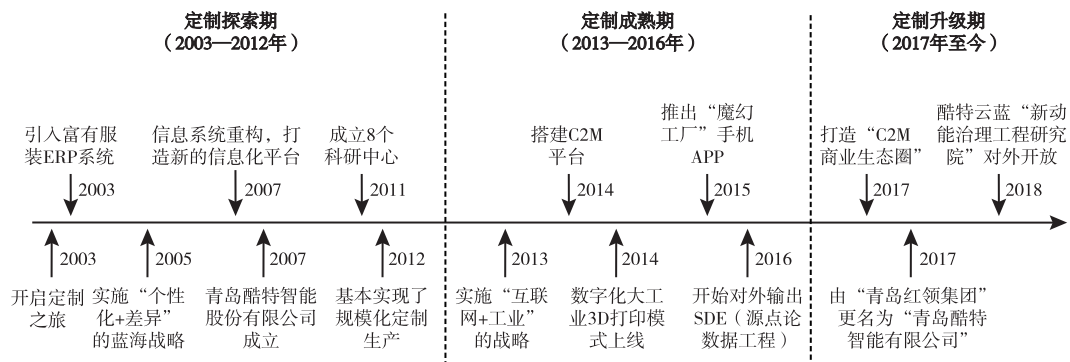 定制探索期
（2003—2012年）
定制成熟期
（2013—2016年）
定制升级期
（2017年至今）
引入富有服
装ERP系统
2003
信息系统重构，打
造新的信息化平台
2007
成立8个
科研中心
2011
搭建C2M
平台
2014
推出“魔幻
工厂”手机
APP
2015
打造“C2M
商业生态圈”
2017
酷特云蓝“新动
能治理工程研究
院”对外开放
2018
2003
开启定制
之旅
2005
实施“个性
化+差异”
的蓝海战略
2007
青岛酷特智能
股份有限公司
成立
2012
基本实现了
规模化定制
生产
2013
实施“互联
网+工业”
的战略
2014
数字化大工
业3D打印模
式上线
2016
开始对外输出
SDE（源点论
数据工程）
2017
由“青岛红领集团”
更名为“青岛酷特
智能有限公司”